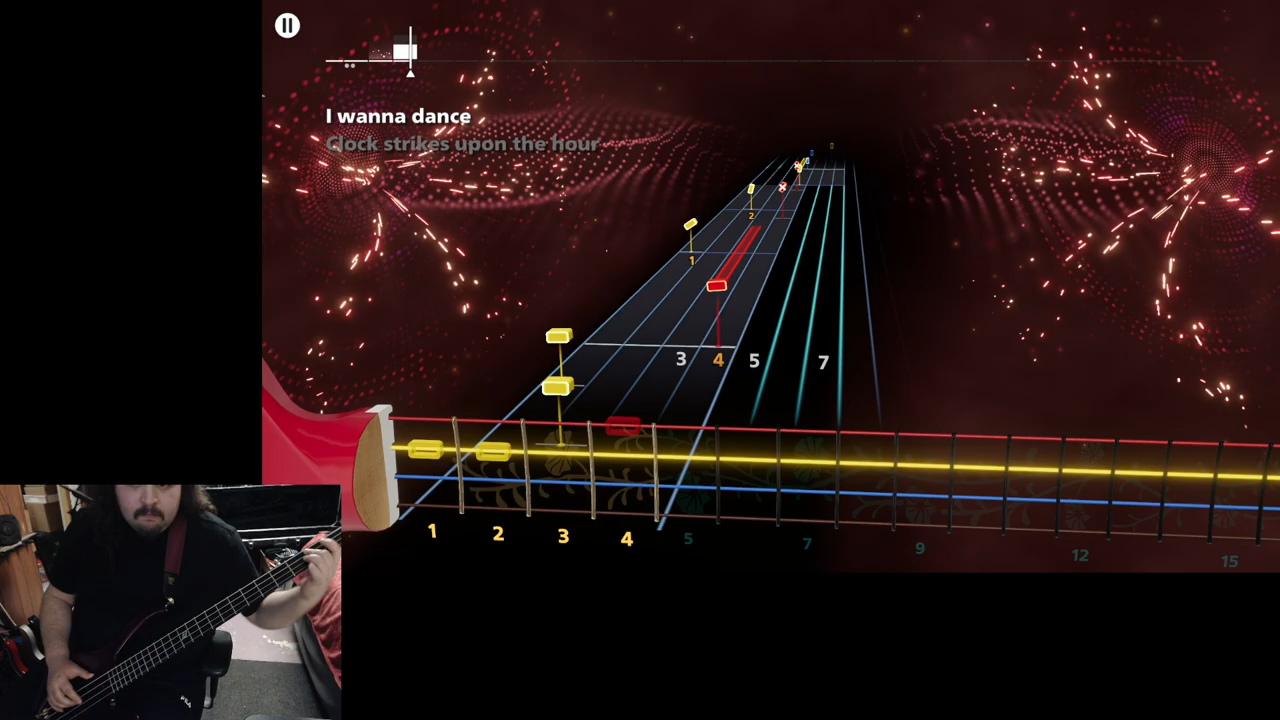 I wanna dance
Clock strikes upon the hour
2
1
3 4 5 7
1 2 3 4 5 7 9 12 15